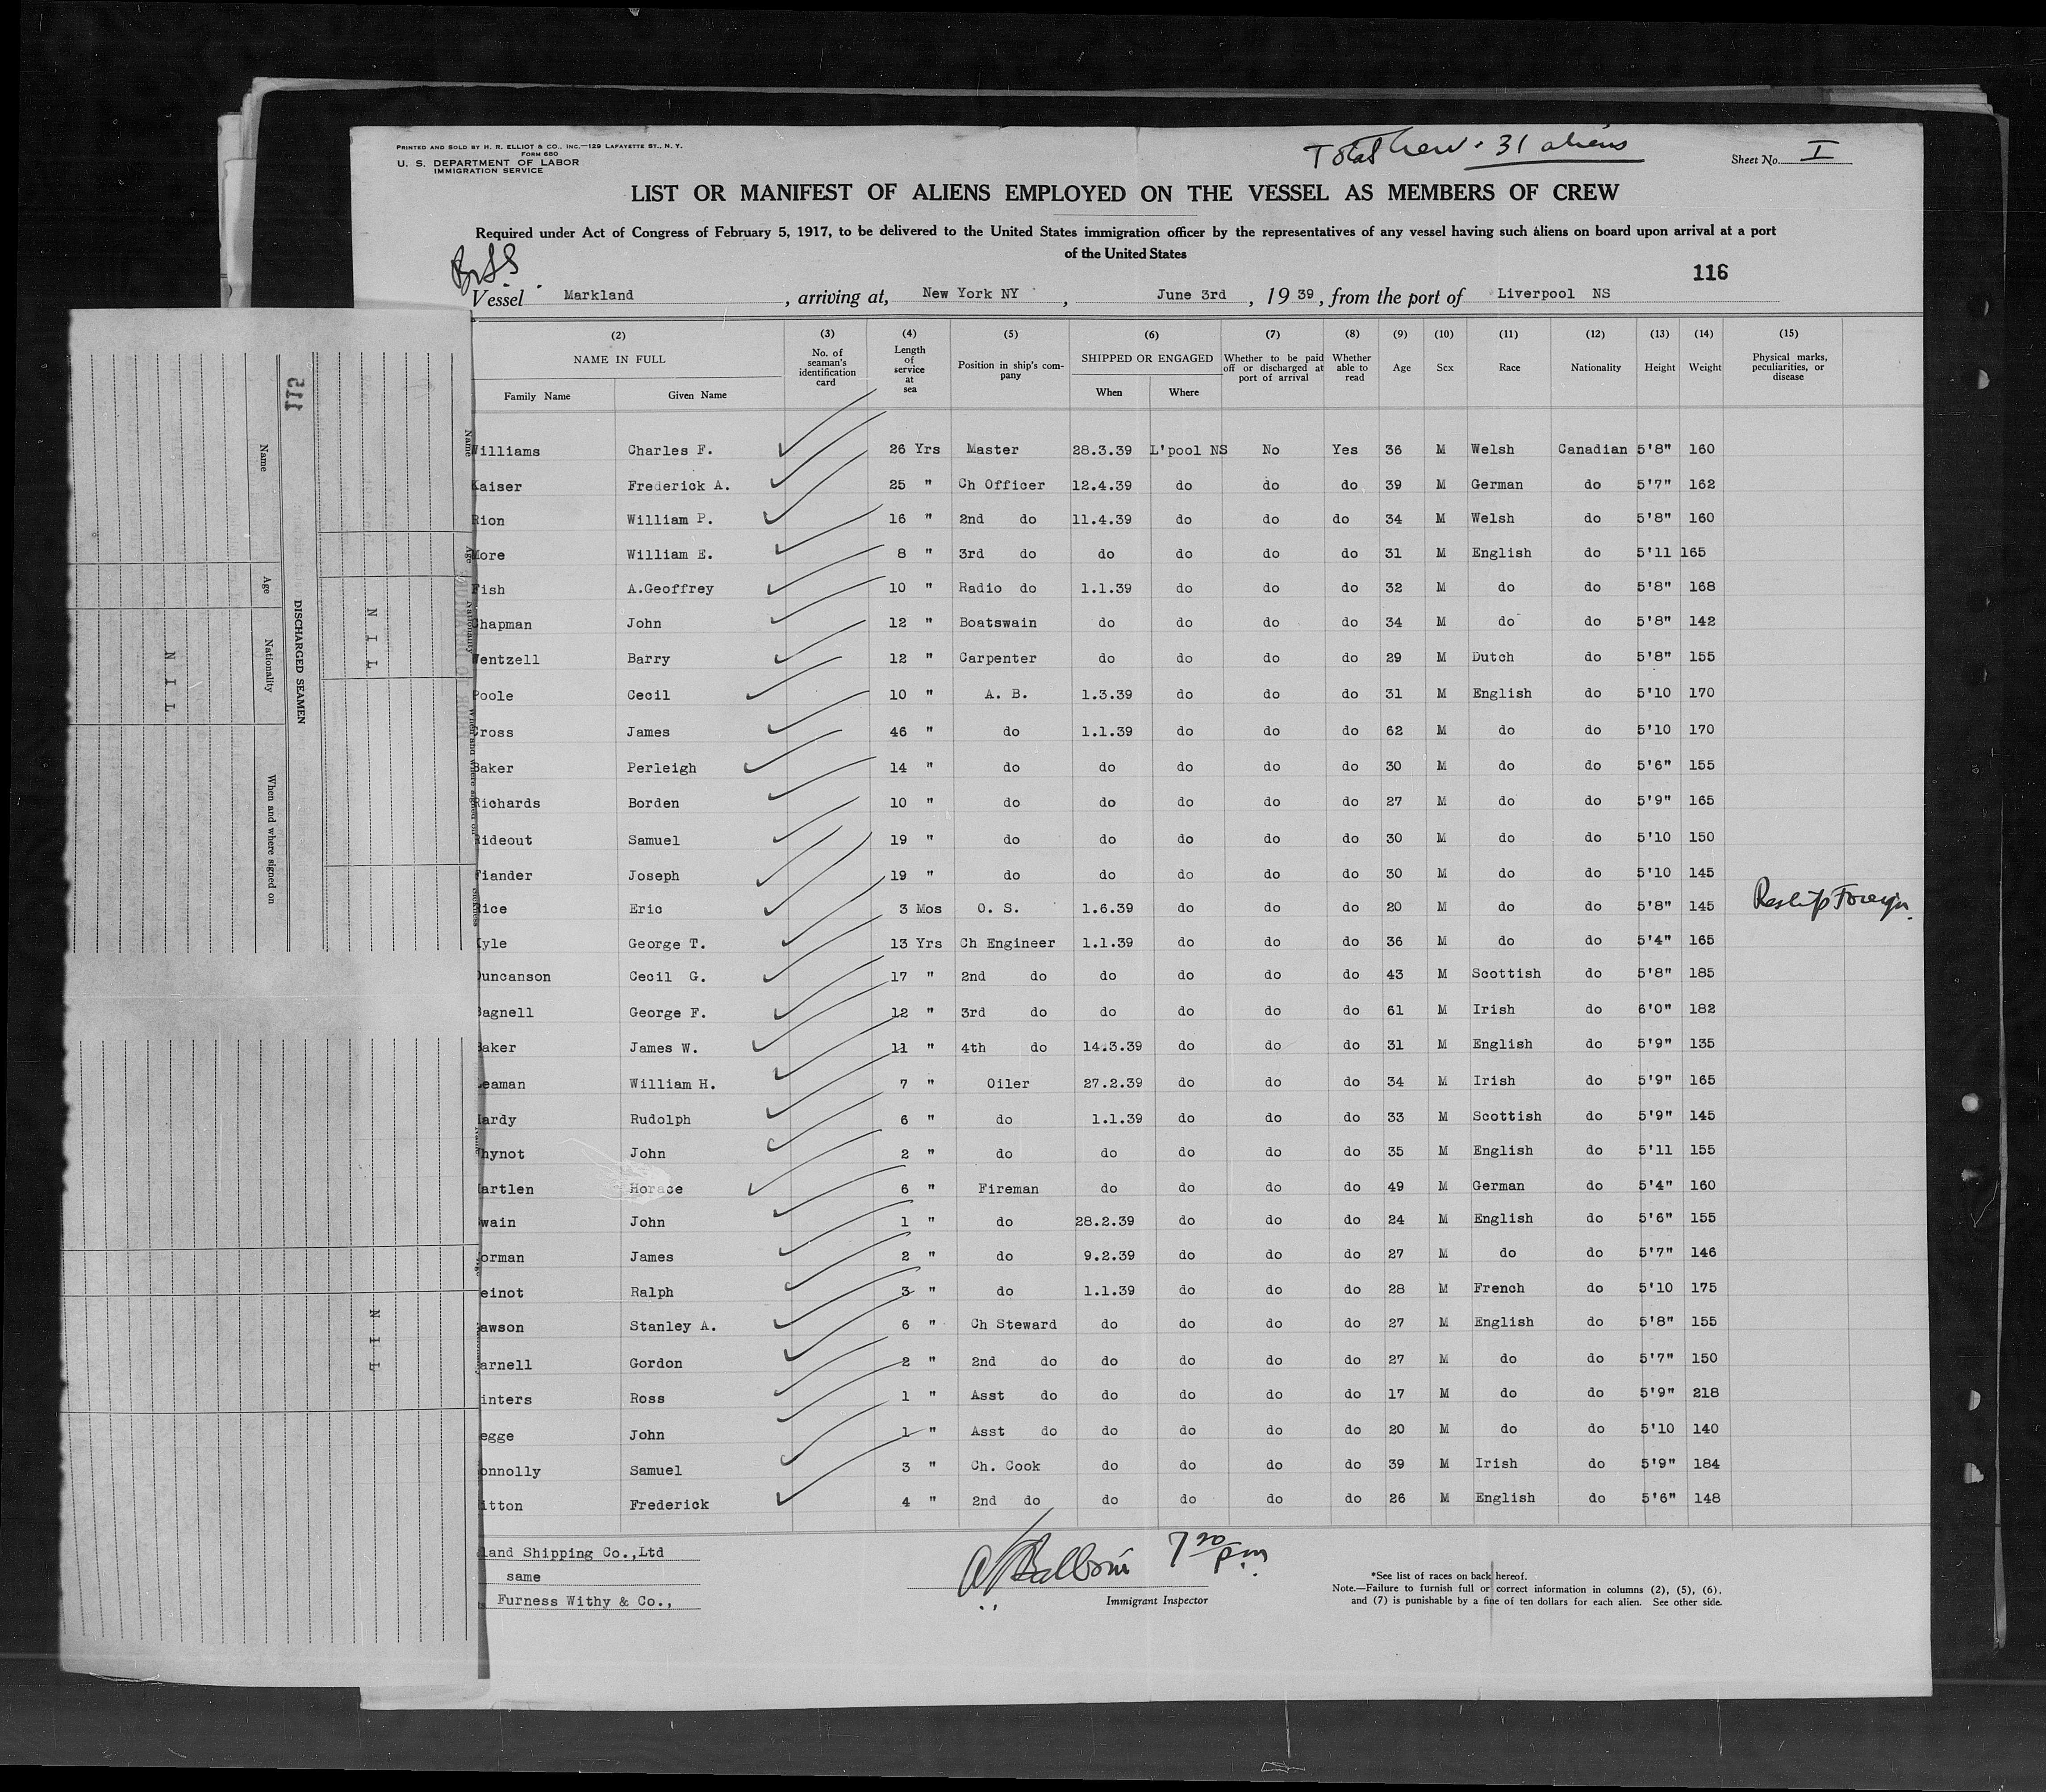 PRINTED AND SOLD BY H. R. ELLIOT & CO., INC.—129 LAFAYETTE ST., N. Y.
FORM 680
U. S. DEPARTMENT OF LABOR
IMMIGRATION SERVICE
Total Crew · 31 aliens
Sheet No. I
LIST OR MANIFEST OF ALIENS EMPLOYED ON THE VESSEL AS MEMBERS OF CREW
Required under Act of Congress of February 5, 1917, to be delivered to the United States immigration officer by the representatives of any vessel having such aliens on board upon arrival at a port
of the United States
Br SS
116
Vessel Markland, arriving at, New York NY, June 3rd, 1939, from the port of Liverpool NS
(2) (3) (4) (5) (6) (7) (8) (9) (10) (11) (12) (13) (14) (15)
NAME IN FULL No. of seaman's identification card Length of service at sea Position in ship's company SHIPPED OR ENGAGED Whether to be paid off or discharged at port of arrival Whether able to read Age Sex Race Nationality Height Weight Physical marks, peculiarities, or disease
Family Name Given Name When Where
Williams Charles F. 26 Yrs Master 28.3.39 L'pool NS No Yes 36 M Welsh Canadian 5'8" 160
Kaiser Frederick A. 25 " Ch Officer 12.4.39 do do do 39 M German do 5'7" 162
Rion William P. 16 " 2nd do 11.4.39 do do do 34 M Welsh do 5'8" 160
More William E. 8 " 3rd do do do do do 31 M English do 5'11 165
Fish A.Geoffrey 10 " Radio do 1.1.39 do do do 32 M do do 5'8" 168
Chapman John 12 " Boatswain do do do do 34 M do do 5'8" 142
Wentzell Barry 12 " Carpenter do do do do 29 M Dutch do 5'8" 155
Poole Cecil 10 " A. B. 1.3.39 do do do 31 M English do 5'10 170
Cross James 46 " do 1.1.39 do do do 62 M do do 5'10 170
Baker Perleigh 14 " do do do do do 30 M do do 5'6" 155
Richards Borden 10 " do do do do do 27 M do do 5'9" 165
Rideout Samuel 19 " do do do do do 30 M do do 5'10 150
Fiander Joseph 19 " do do do do do 30 M do do 5'10 145
Rice Eric 3 Mos O. S. 1.6.39 do do do 20 M do do 5'8" 145 Reship Foreign
yle George T. 13 Yrs Ch Engineer 1.1.39 do do do 36 M do do 5'4" 165
Duncanson Cecil G. 17 " 2nd do do do do do 43 M Scottish do 5'8" 185
Bagnell George F. 12 " 3rd do do do do do 61 M Irish do 6'0" 182
Baker James W. 11 " 4th do 14.3.39 do do do 31 M English do 5'9" 135
eaman William H. 7 " Oiler 27.2.39 do do do 34 M Irish do 5'9" 165
ardy Rudolph 6 " do 1.1.39 do do do 33 M Scottish do 5'9" 145
hynot John 2 " do do do do do 35 M English do 5'11 155
artlen Horace 6 " Fireman do do do do 49 M German do 5'4" 160
wain John 1 " do 28.2.39 do do do 24 M English do 5'6" 155
orman James 2 " do 9.2.39 do do do 27 M do do 5'7" 146
einot Ralph 3 " do 1.1.39 do do do 28 M French do 5'10 175
awson Stanley A. 6 " Ch Steward do do do do 27 M English do 5'8" 155
arnell Gordon 2 " 2nd do do do do do 27 M do do 5'7" 150
inters Ross 1 " Asst do do do do do 17 M do do 5'9" 218
egge John 1 " Asst do do do do do 20 M do do 5'10 140
onnolly Samuel 3 " Ch. Cook do do do do 39 M Irish do 5'9" 184
itton Frederick 4 " 2nd do do do do do 26 M English do 5'6" 148
land Shipping Co.,Ltd
same
Furness Withy & Co.,
7 30 pm
Immigrant Inspector
*See list of races on back hereof.
Note.—Failure to furnish full or correct information in columns (2), (5), (6),
and (7) is punishable by a fine of ten dollars for each alien. See other side.
DISCHARGED SEAMEN
Name Age Nationality When and where signed on
NIL
NIL
NIL